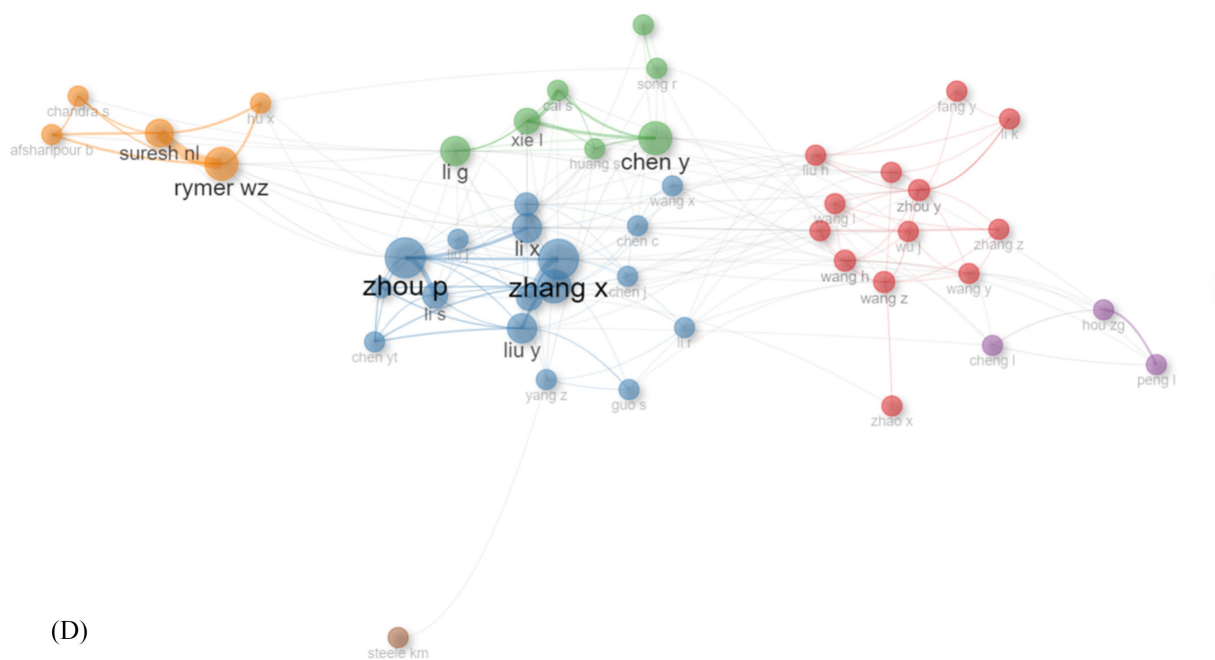 song r
chandra s
cai s
fang y
hu x
li k
xie l
afsharipour b
suresh nl
huang s
chen y
li g
liu h
rymer wz
wang x
zhou y
wang l
chen c
li x
liu j
wu j
zhang z
wang h
zhou p
zhang x
chen j
wang y
wang z
li s
hou zg
li r
liu y
chen yt
cheng l
peng l
yang z
guo s
zhao x
(D)
steele km